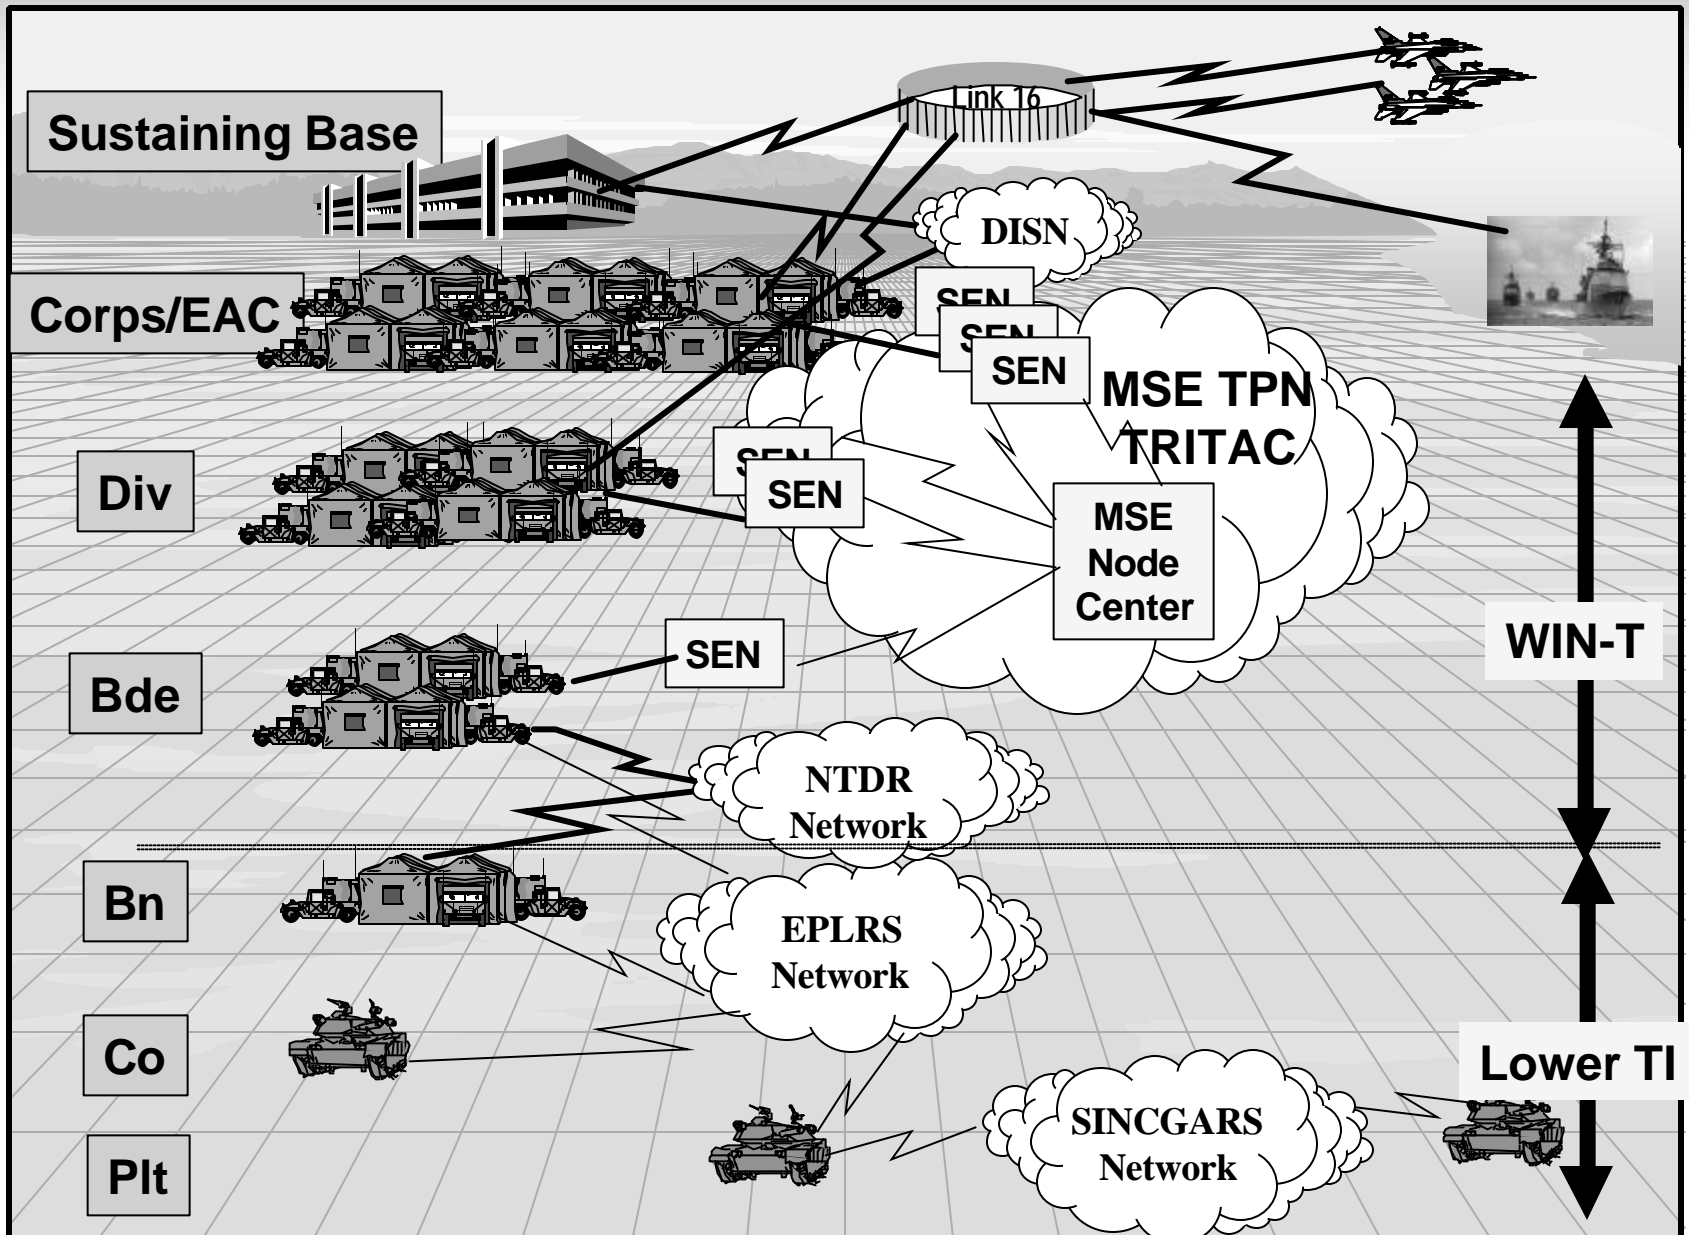 Link 16
Sustaining Base
DISN
Corps/EAC
SEN
SEN
SEN
MSE TPN
TRITAC
SEN
SEN
Div
MSE
Node
Center
WIN-T
SEN
Bde
NTDR
Network
Bn
EPLRS
Network
Co
Lower TI
SINCGARS
Network
Plt